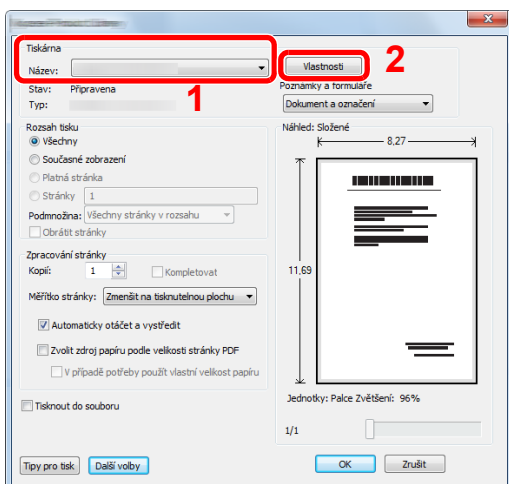 Tiskárna
Název:
1
Vlastnosti
2
Stav: Připravena
Typ:
Poznámky a formuláře
Dokument a označení
Rozsah tisku
Všechny
Současné zobrazení
Platná stránka
Stránky 1
Podmnožina: Všechny stránky v rozsahu
Obrátit stránky
Zpracování stránky
Kopií: 1 Kompletovat
Měřítko stránky: Zmenšit na tisknutelnou plochu
Automaticky otáčet a vystředit
Zvolit zdroj papíru podle velikosti stránky PDF
V případě potřeby použít vlastní velikost papíru
Tisknout do souboru
Náhled: Složené
8,27
11,69
Jednotky: Palce Zvětšení: 96%
1/1
Tipy pro tisk
Další volby
OK
Zrušit